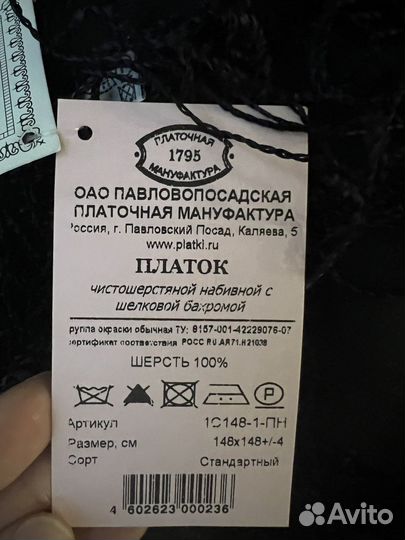 ПЛАТОЧНАЯ
1795
МАНУФАКТУРА
ОАО ПАВЛОВОПОСАДСКАЯ
ПЛАТОЧНАЯ МАНУФАКТУРА
Россия, г. Павловский Посад, Каляева, 5
www.platki.ru
ПЛАТОК
чистошерстяной набивной с
шелковой бахромой
группа окраски обычная ТУ: 8157-001-42229076-07
сертификат соответствия РОСС RU.АЯ71.Н21038
ШЕРСТЬ 100%
P
Артикул 1С148-1-ПН
Размер, см 148х148+/-4
Сорт Стандартный
4 602623 000236
Avito